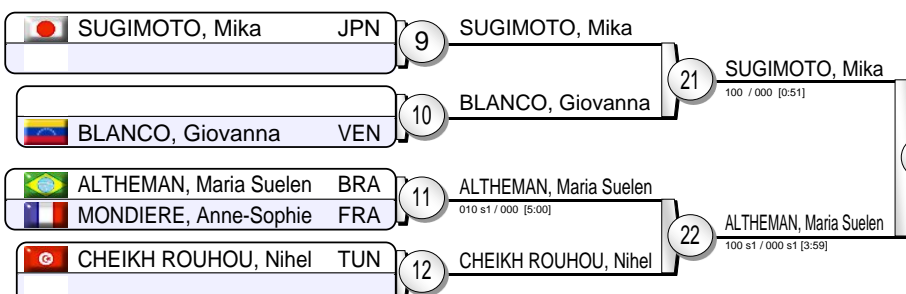 SUGIMOTO, Mika JPN
9
SUGIMOTO, Mika
21
SUGIMOTO, Mika
100 / 000 [0:51]
BLANCO, Giovanna VEN
10
BLANCO, Giovanna
ALTHEMAN, Maria Suelen BRA
MONDIERE, Anne-Sophie FRA
11
ALTHEMAN, Maria Suelen
010 s1 / 000 [5:00]
22
ALTHEMAN, Maria Suelen
100 s1 / 000 s1 [3:59]
CHEIKH ROUHOU, Nihel TUN
12
CHEIKH ROUHOU, Nihel